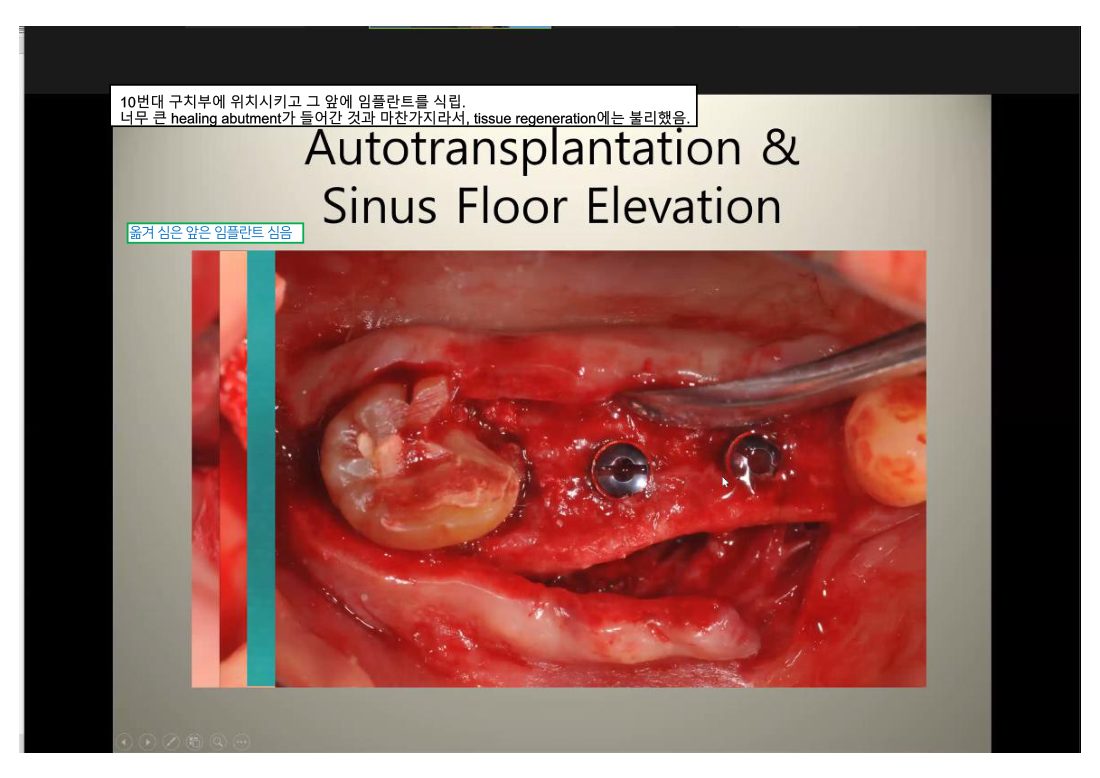 10번대 구치부에 위치시키고 그 앞에 임플란트를 식립.
너무 큰 healing abutment가 들어간 것과 마찬가지라서, tissue regeneration에는 불리했음.
Autotransplantation &
Sinus Floor Elevation
옮겨 심은 앞은 임플란트 심음